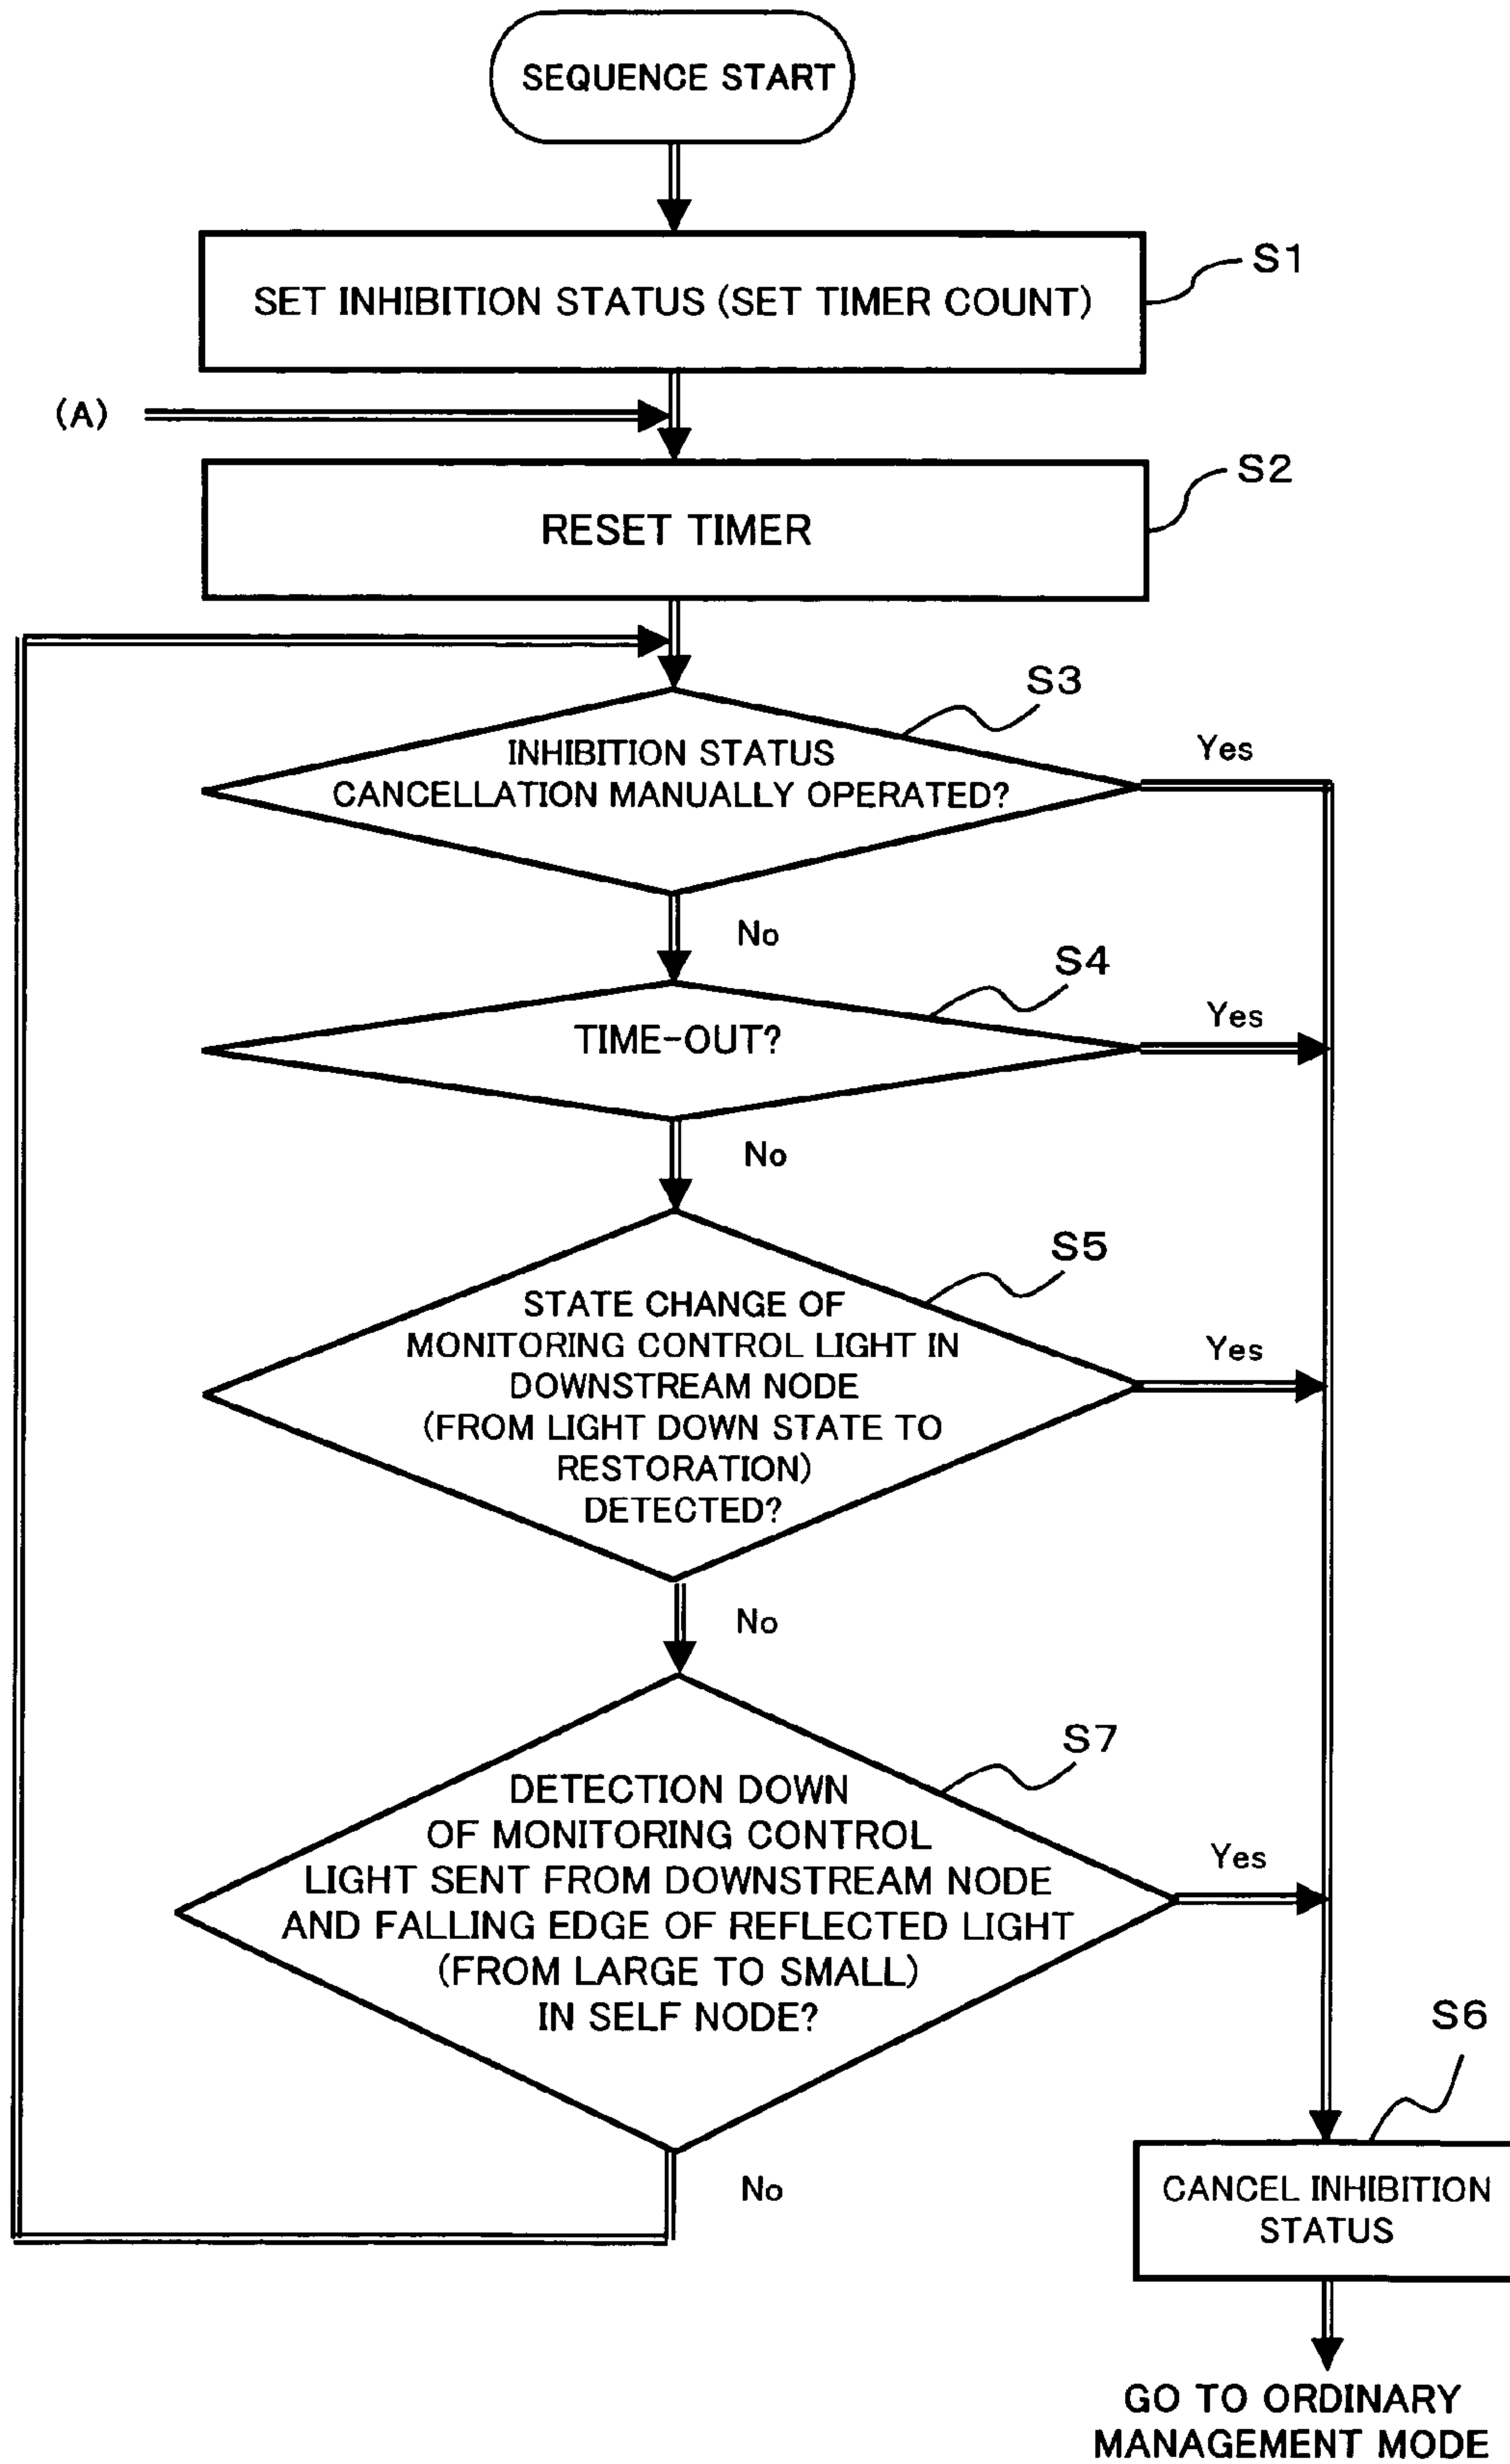 SEQUENCE START
SET INHIBITION STATUS (SET TIMER COUNT)
S1
(A)
RESET TIMER
S2
S3
INHIBITION STATUS
CANCELLATION MANUALLY OPERATED?
Yes
No
S4
TIME-OUT?
Yes
No
S5
STATE CHANGE OF
MONITORING CONTROL LIGHT IN
DOWNSTREAM NODE
(FROM LIGHT DOWN STATE TO
RESTORATION)
DETECTED?
Yes
No
S7
DETECTION DOWN
OF MONITORING CONTROL
LIGHT SENT FROM DOWNSTREAM NODE
AND FALLING EDGE OF REFLECTED LIGHT
(FROM LARGE TO SMALL)
IN SELF NODE?
Yes
No
S6
CANCEL INHIBITION
STATUS
GO TO ORDINARY
MANAGEMENT MODE